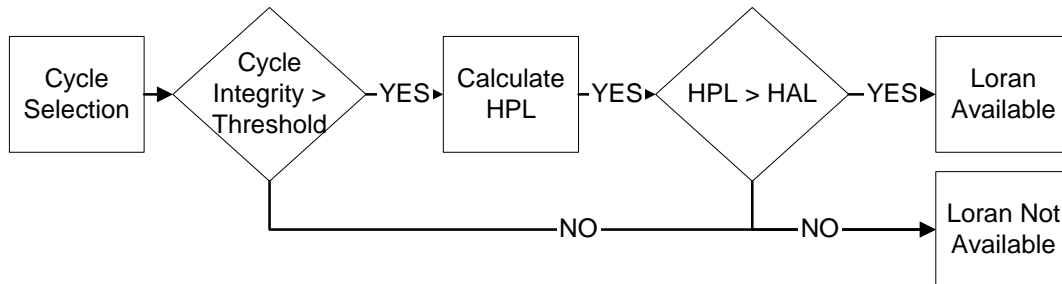 Cycle
Selection
Cycle
Integrity >
Threshold
YES
Calculate
HPL
YES
HPL > HAL
YES
Loran
Available
NO
NO
Loran Not
Available